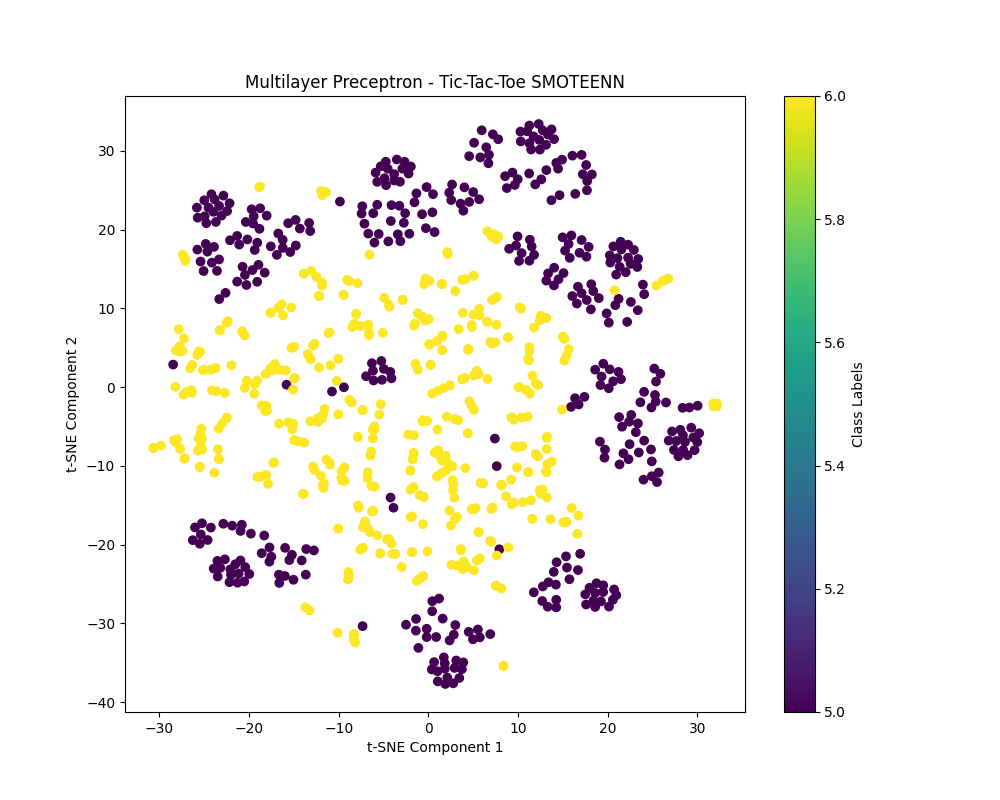 Multilayer Preceptron - Tic-Tac-Toe SMOTEENN
30
20
10
0
−10
−20
−30
−40
t-SNE Component 2
−30 −20 −10 0 10 20 30
t-SNE Component 1
6.0
5.8
5.6
5.4
5.2
5.0
Class Labels